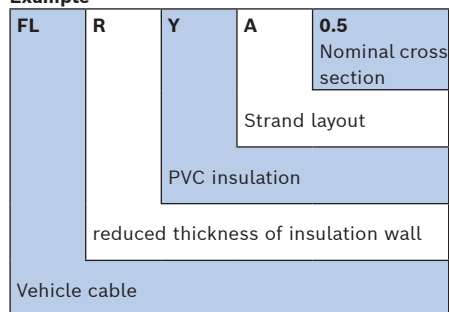 Example
FL R Y A 0.5
Nominal cross
section
Strand layout
PVC insulation
reduced thickness of insulation wall
Vehicle cable